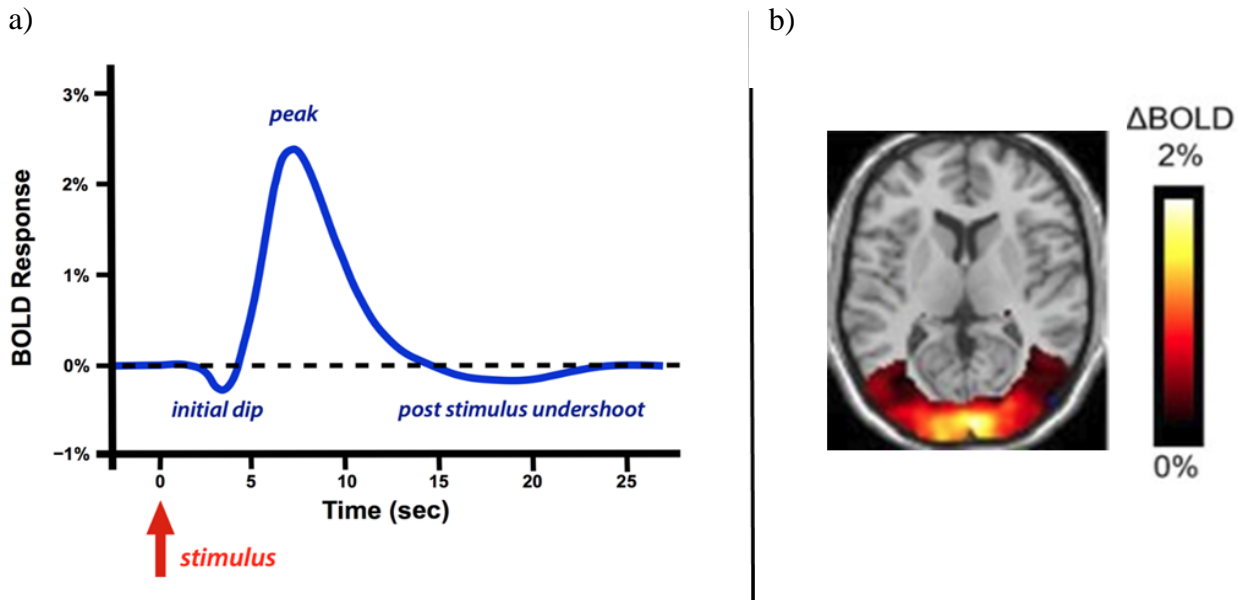 a)
3%
2%
1%
0%
−1%
BOLD Response
peak
initial dip
post stimulus undershoot
0 5 10 15 20 25
Time (sec)
stimulus
b)
ΔBOLD
2%
0%